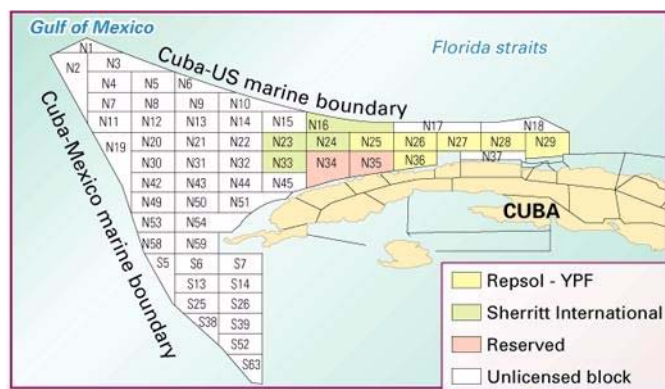 Gulf of Mexico
Florida straits
Cuba-US marine boundary
Cuba-Mexico marine boundary
N1
N2
N3
N4 N5 N6
N7 N8 N9 N10
N11 N12 N13 N14 N15 N16 N17 N18
N19 N20 N21 N22 N23 N24 N25 N26 N27 N28 N29
N30 N31 N32 N33 N34 N35 N36 N37
N42 N43 N44 N45
N49 N50 N51
N53 N54
N58 N59
S5 S6 S7
S13 S14
S25 S26
S38 S39
S52
S63
CUBA
Repsol - YPF
Sherritt International
Reserved
Unlicensed block